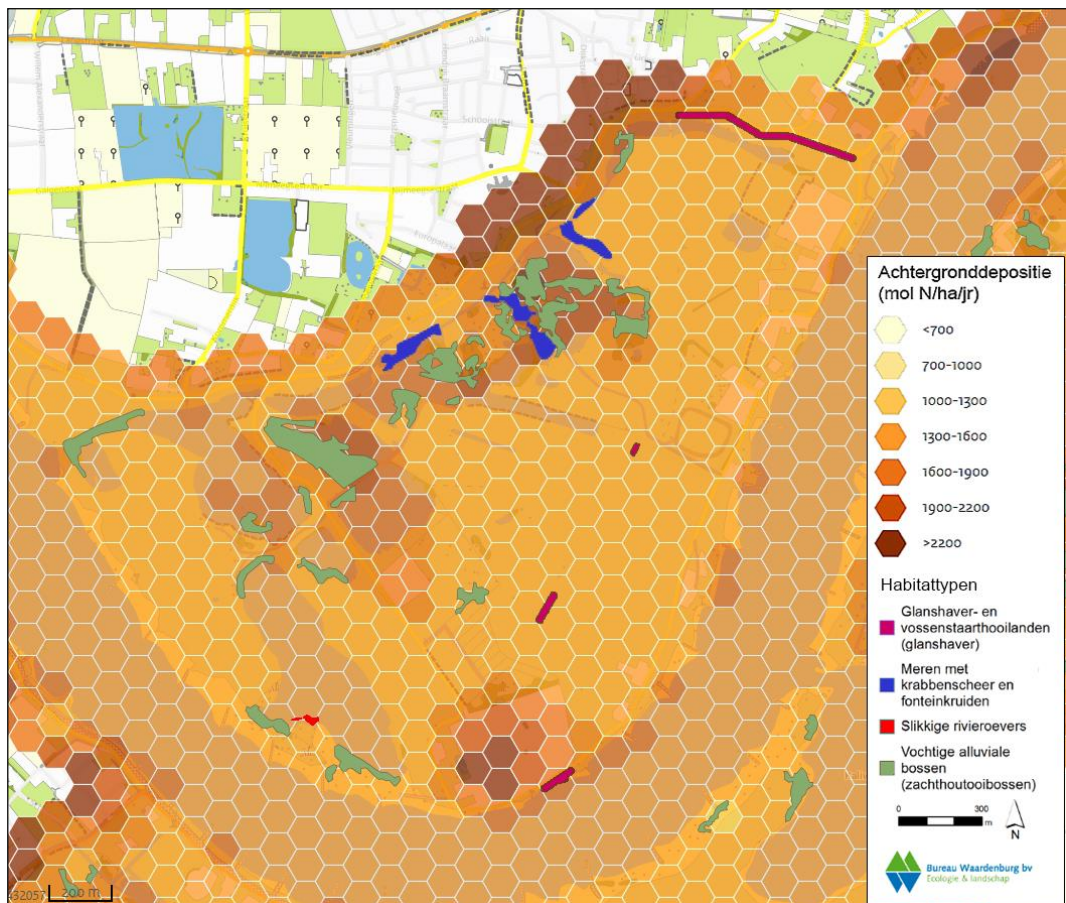 Achtergronddepositie
(mol N/ha/jr)
<700
700-1000
1000-1300
1300-1600
1600-1900
1900-2200
>2200
Habitattypen
Glanshaver- en
vossenstaarthooilanden
(glanshaver)
Meren met
krabbenscheer en
fonteinkruiden
Slikkige rivieroevers
Vochtige alluviale
bossen
(zachthoutooibossen)
0 300
m
N
Bureau Waardenburg bv
Ecologie & landschap
32057
200 m